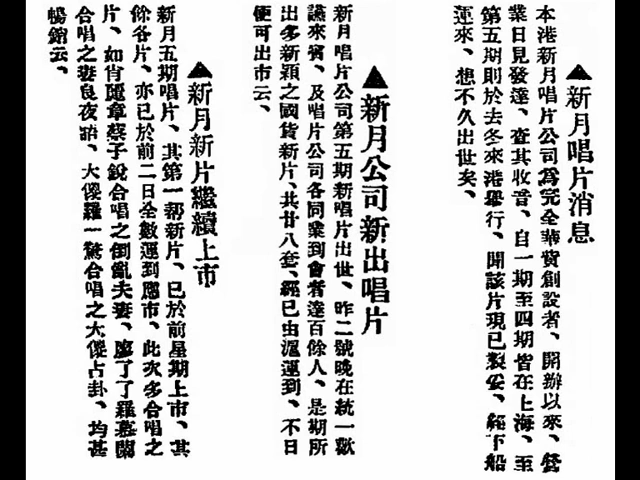 ▲新月唱片消息
本港新月唱片公司爲完全華資創設者、開辦以來、營
業日見發達、查其收音、自一期至四期皆在上海、至
第五期則於去冬來港舉行、聞該片現已製妥、經下船
運來、想不久出世矣、
▲新月公司新出唱片
新月唱片公司第五期新唱片出世、昨二號晚在統一歡
讌來賓、及唱片公司各同業到會者達百餘人、是期所
出多新穎之國貨新片、共廿八套、經已由滬運到、不日
便可出市云、
▲新月新片繼續上市
新月五期唱片、其第一帮新片、已於前星期上市、其
餘各片、亦已於前二日全數運到應市、此次多合唱之
片、如肖麗章蔡子銳合唱之倒亂夫妻、廖了了羅慕蘭
合唱之妻良夜話、大傻羅一驚合唱之大傻占卦、均甚
暢銷云、